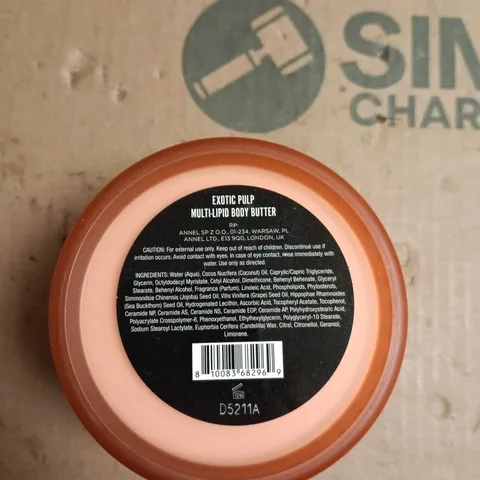 SIM
CHAR
EXOTIC PULP
MULTI-LIPID BODY BUTTER
RP:
ANNEL SP Z O.O., 01-234, WARSAW, PL
ANNEL LTD., E13 9GG, LONDON, UK
CAUTION: For external use only. Keep out of reach of children. Discontinue use if
irritation occurs. Avoid contact with eyes. In case of eye contact, rinse immediately with
water. Use only as directed.
INGREDIENTS: Water (Aqua), Cocos Nucifera (Coconut) Oil, Caprylic/Capric Triglyceride,
Glycerin, Octyldodecyl Myristate, Cetyl Alcohol, Dimethicone, Behenyl Behenate, Glyceryl
Stearate, Behenyl Alcohol, Fragrance (Parfum), Linoleic Acid, Phospholipids, Phytosterols,
Simmondsia Chinensis (Jojoba) Seed Oil, Vitis Vinifera (Grape) Seed Oil, Hippophae Rhamnoides
(Sea Buckthorn) Seed Oil, Hydrogenated Lecithin, Ascorbic Acid, Tocopheryl Acetate, Tocopherol,
Ceramide NP, Ceramide AS, Ceramide NS, Ceramide EOP, Ceramide AP, Polyhydroxystearic Acid,
Polyacrylate Crosspolymer-6, Phenoxyethanol, Ethylhexylglycerin, Polyglyceryl-10 Stearate,
Sodium Stearoyl Lactylate, Euphorbia Cerifera (Candelilla) Wax, Citral, Citronellol, Geraniol,
Limonene.
8 10083 68296 9
12M
D5211A